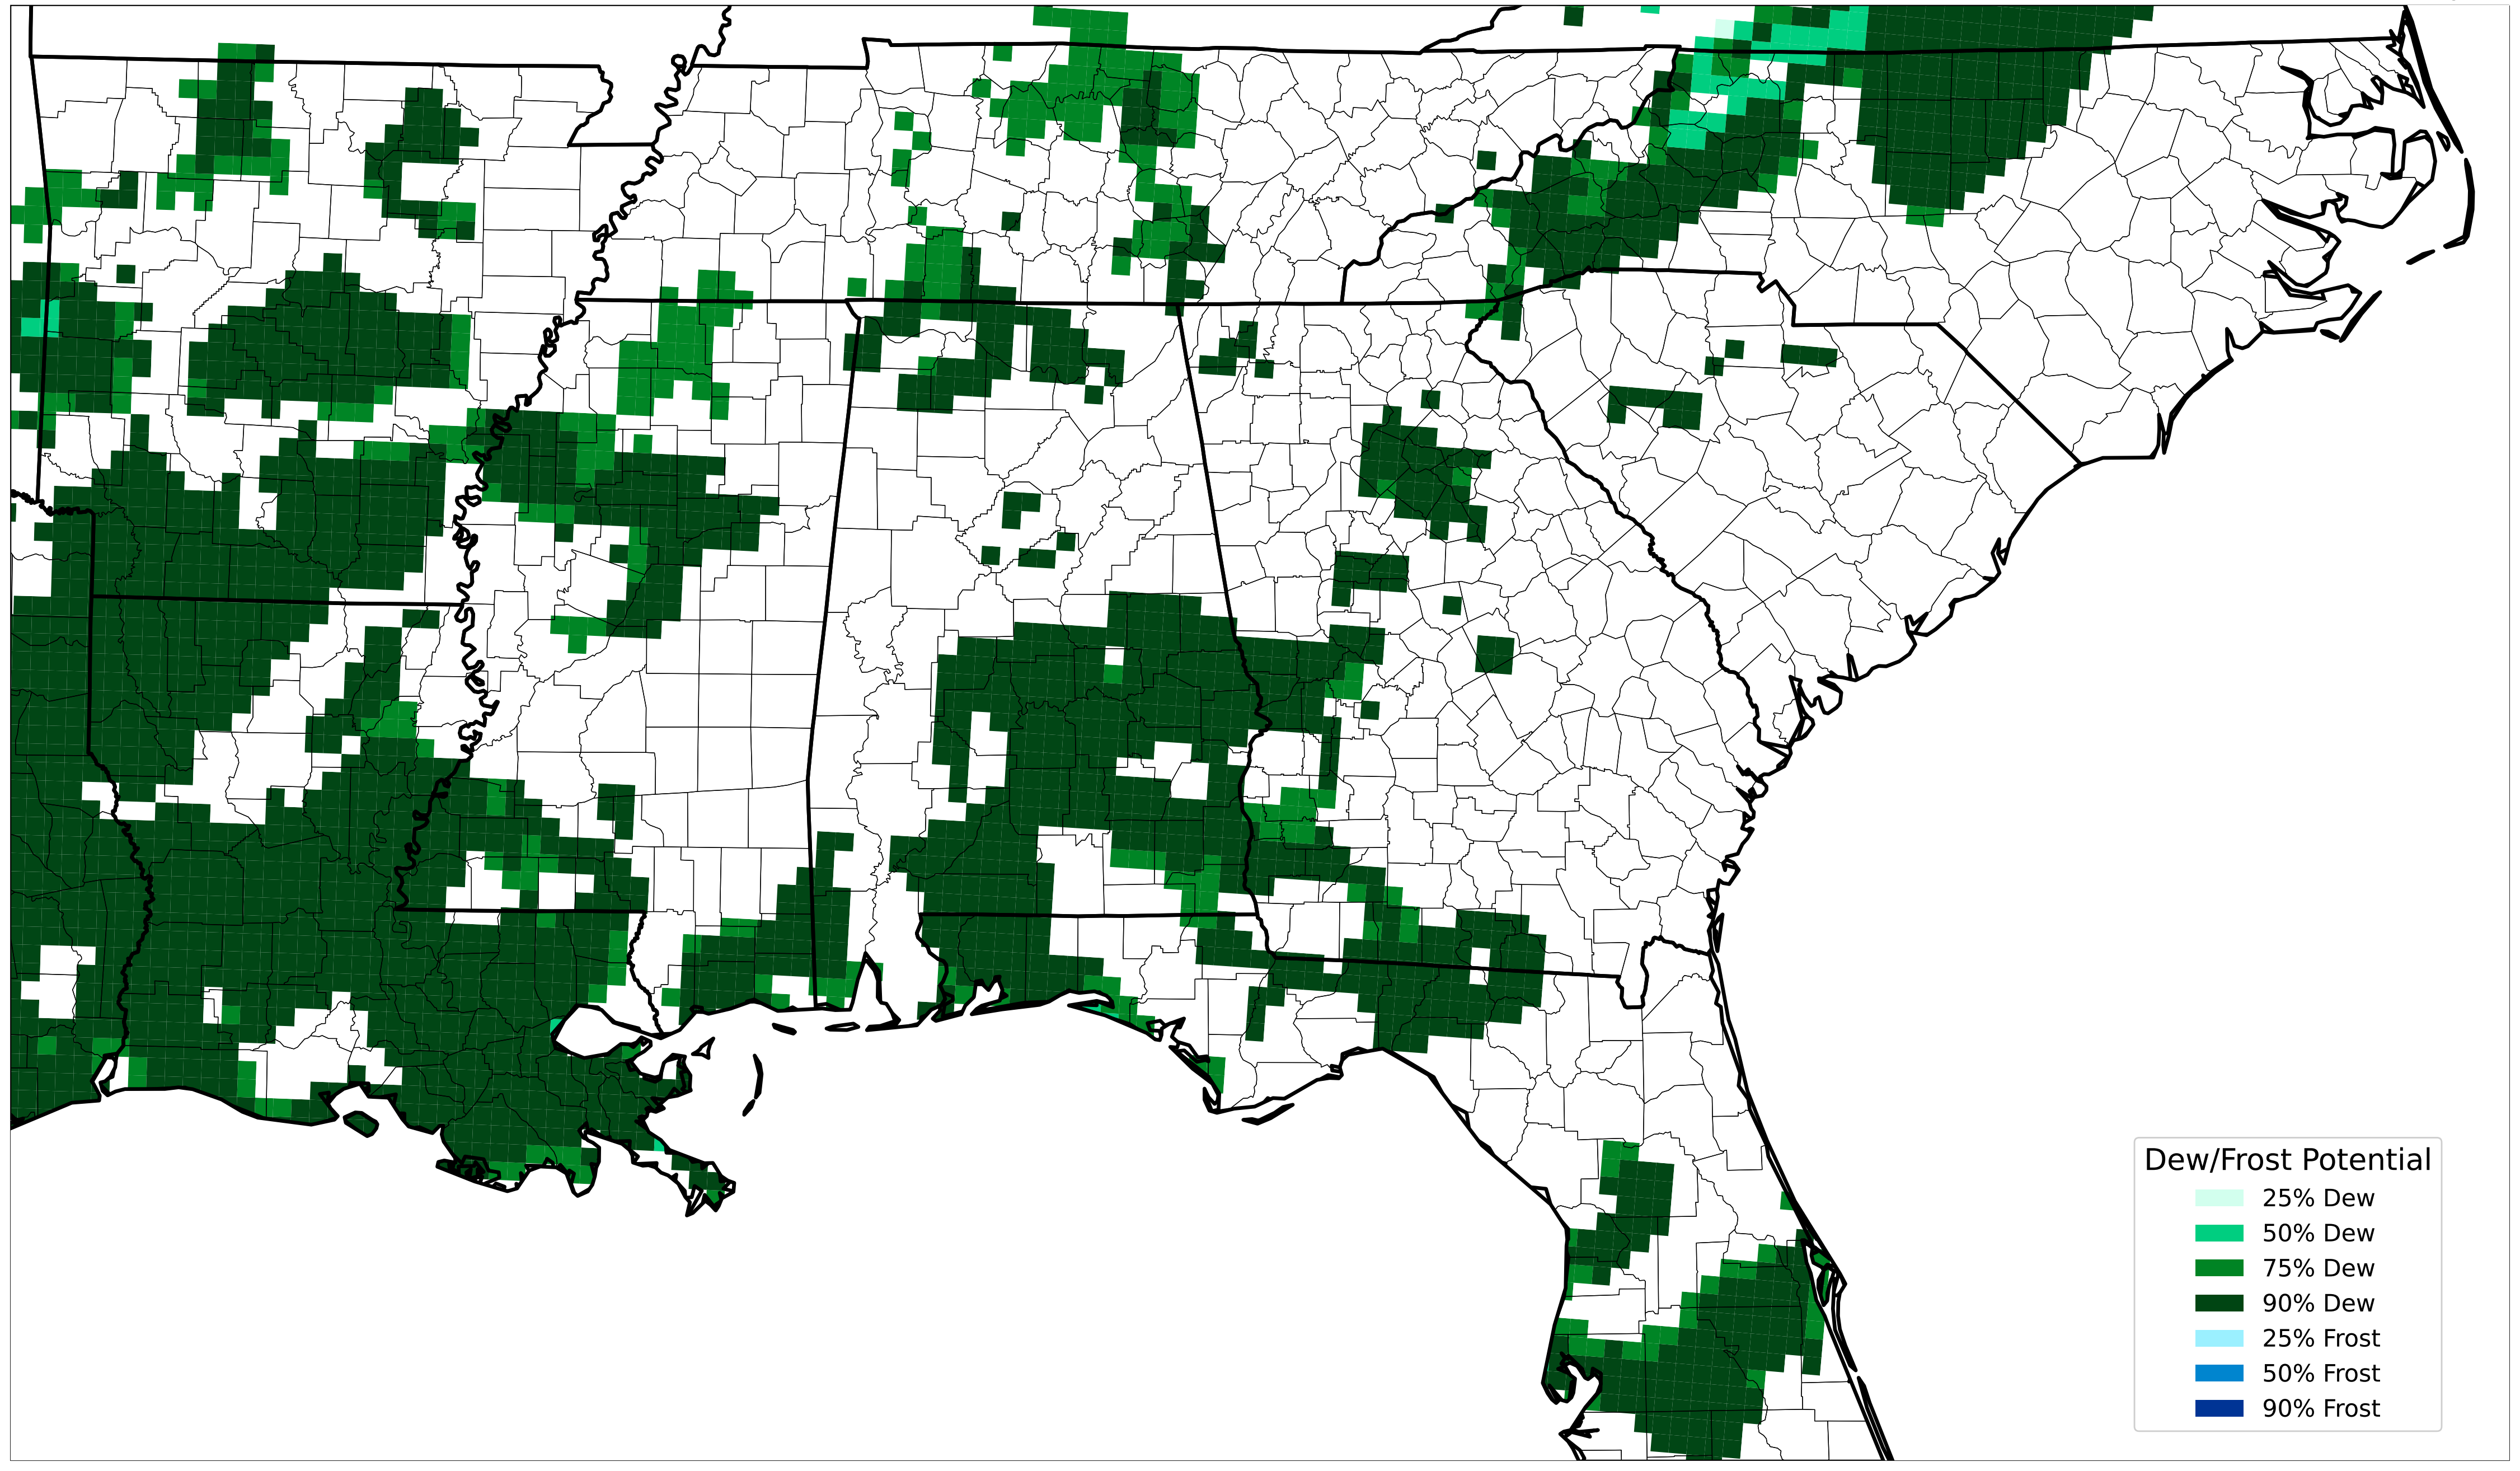 Dew/Frost Potential
25% Dew
50% Dew
75% Dew
90% Dew
25% Frost
50% Frost
90% Frost